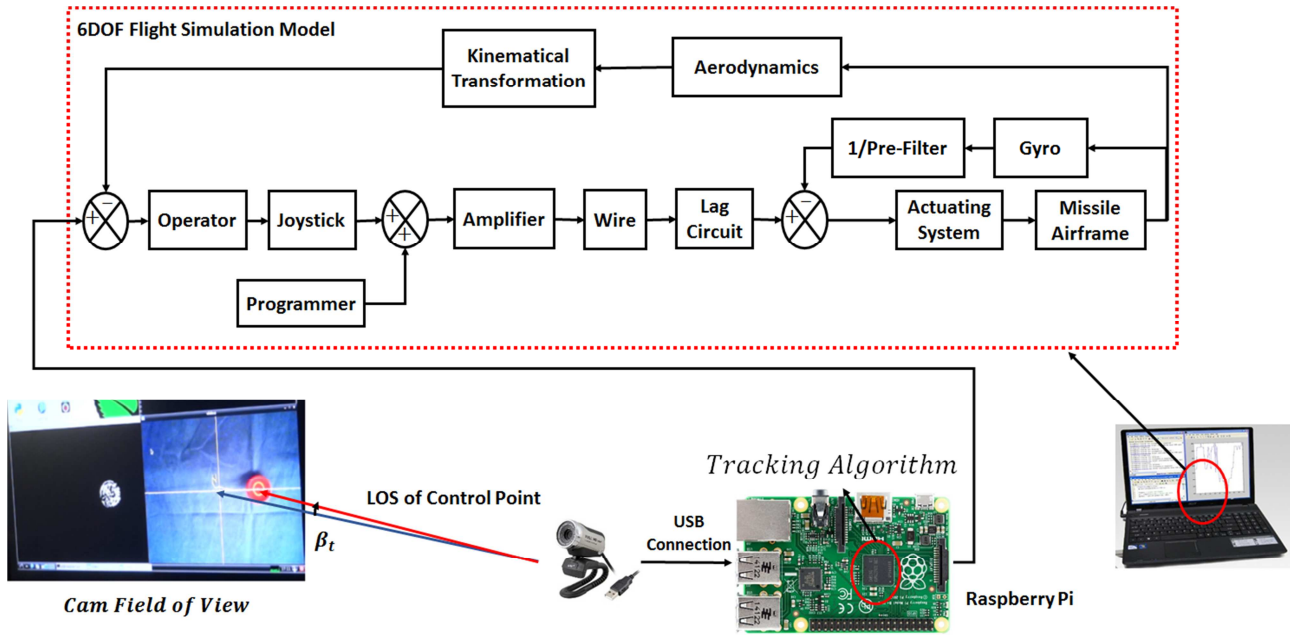 6DOF Flight Simulation Model
Kinematical
Transformation
Aerodynamics
1/Pre-Filter
Gyro
−
+
Operator
Joystick
+
+
Amplifier
Wire
Lag
Circuit
−
+
Actuating
System
Missile
Airframe
Programmer
Tracking Algorithm
LOS of Control Point
β_t
USB
Connection
Raspberry Pi
Cam Field of View